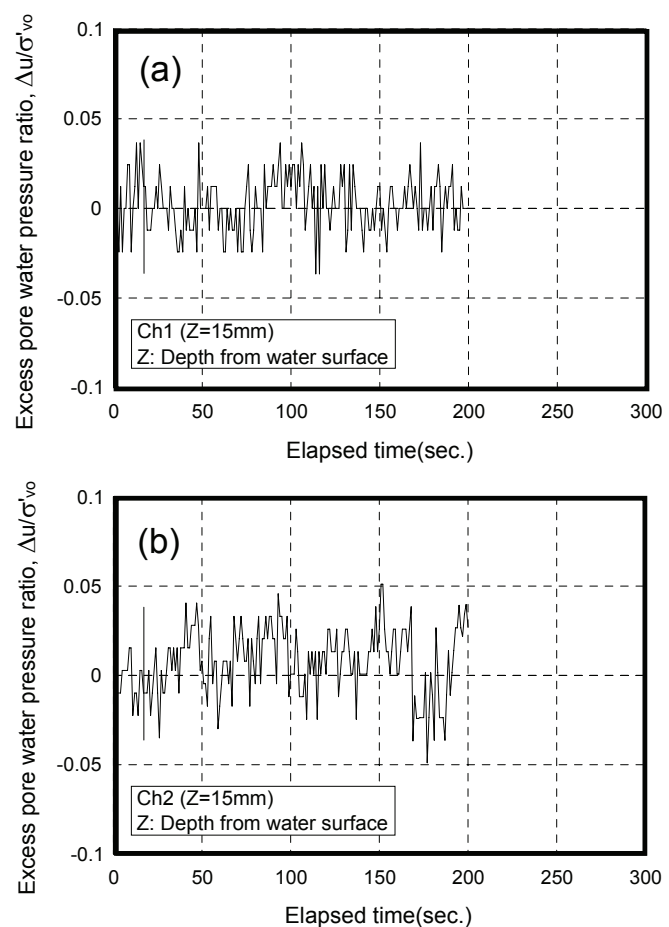 0.1
(a)
0.05
0
-0.05
-0.1
Excess pore water pressure ratio, Δu/σ'vo
Ch1 (Z=15mm)
Z: Depth from water surface
0 50 100 150 200 250 300
Elapsed time(sec.)
0.1
(b)
0.05
0
-0.05
-0.1
Excess pore water pressure ratio, Δu/σ'vo
Ch2 (Z=15mm)
Z: Depth from water surface
0 50 100 150 200 250 300
Elapsed time(sec.)